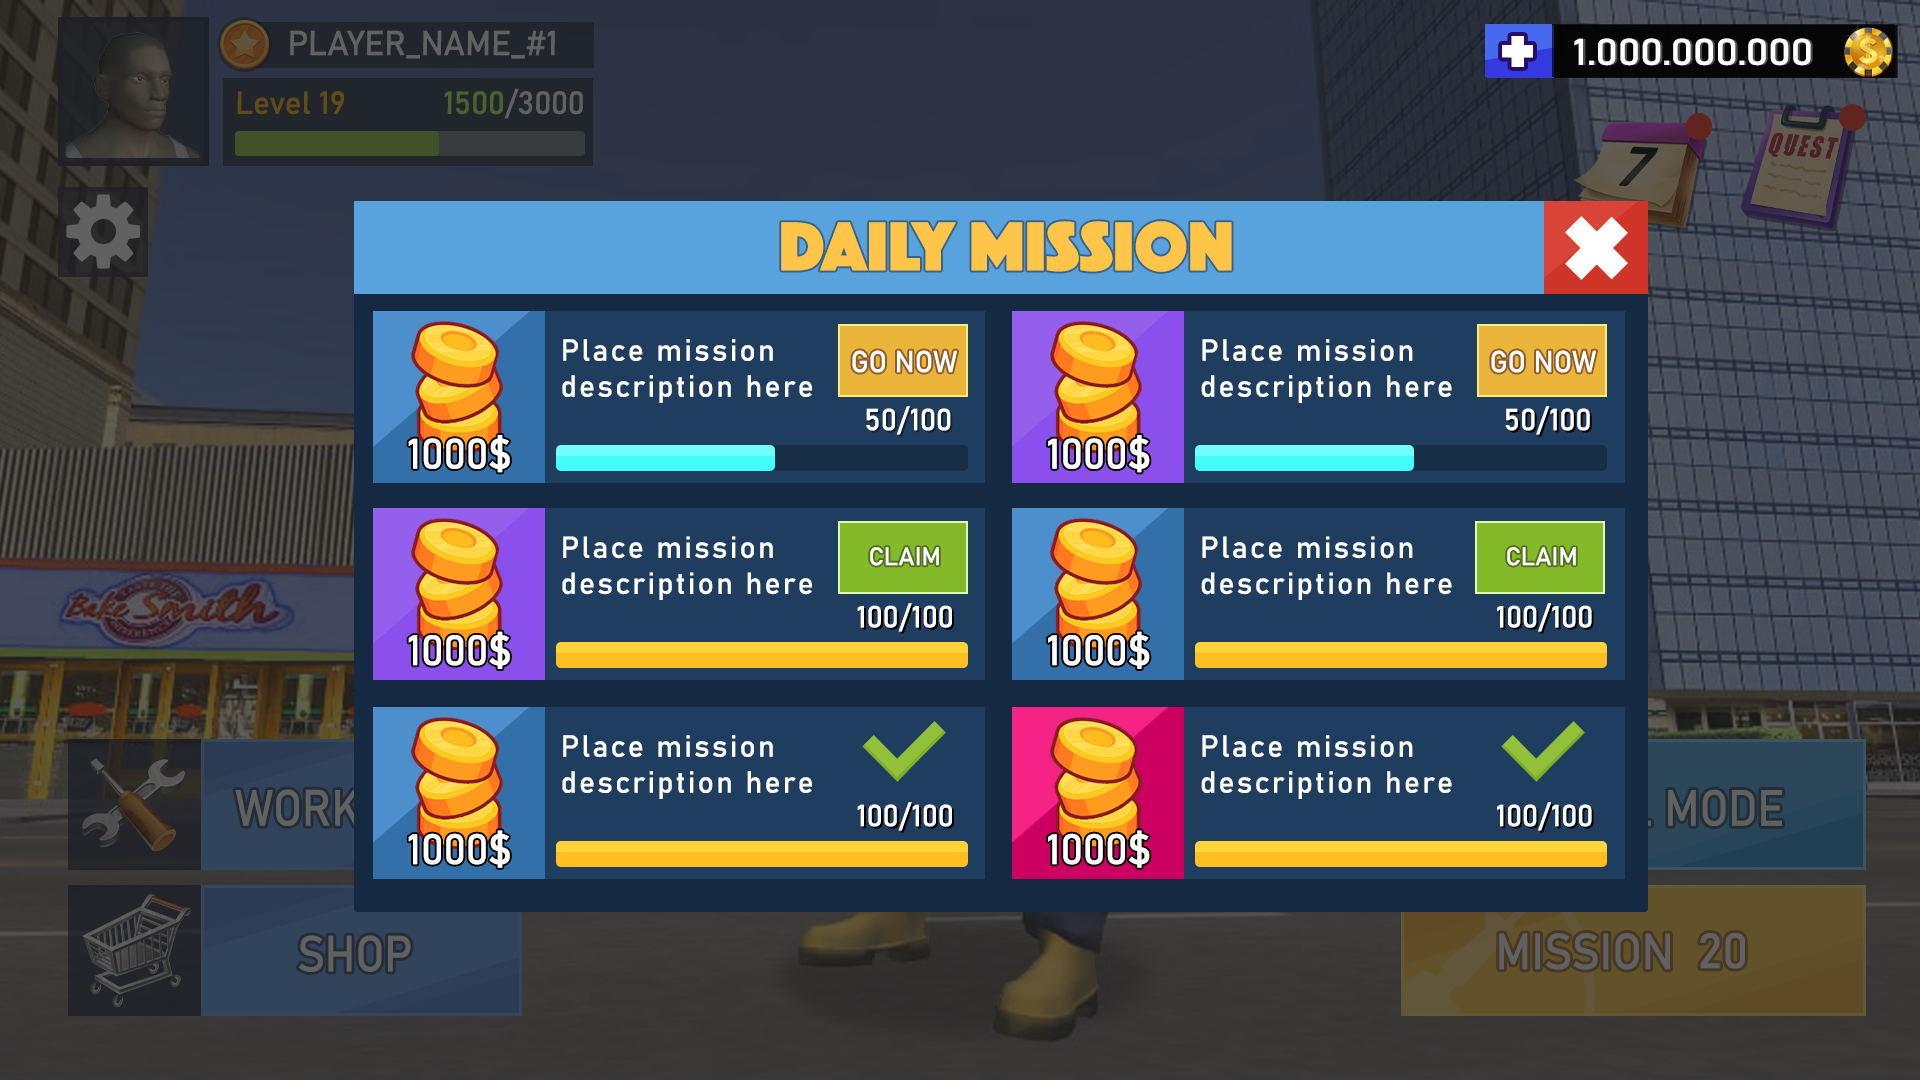 PLAYER_NAME_#1
Level 19 1500/3000
1.000.000.000
7
QUEST
DAILY MISSION
Place mission
description here
GO NOW
50/100
1000$
Place mission
description here
GO NOW
50/100
1000$
Place mission
description here
CLAIM
100/100
1000$
Place mission
description here
CLAIM
100/100
1000$
Place mission
description here
100/100
1000$
Place mission
description here
100/100
1000$
BakeSmith
WORK
MODE
SHOP
MISSION 20